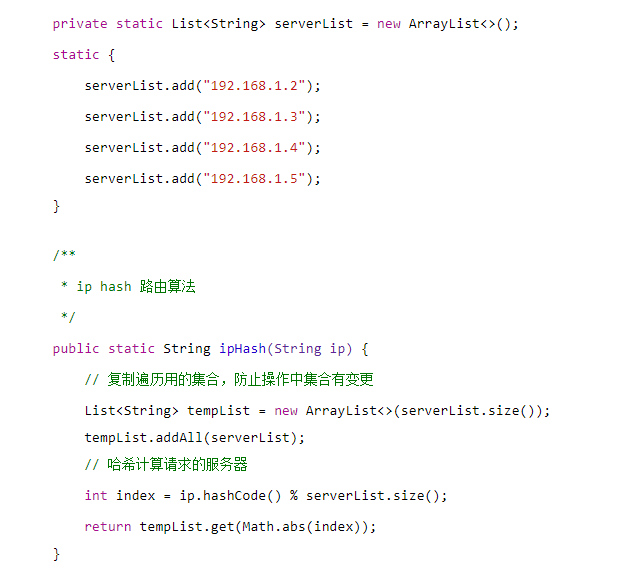 private static List<String> serverList = new ArrayList<>();
static {
serverList.add("192.168.1.2");
serverList.add("192.168.1.3");
serverList.add("192.168.1.4");
serverList.add("192.168.1.5");
}
/**
* ip hash 路由算法
*/
public static String ipHash(String ip) {
// 复制遍历用的集合，防止操作中集合有变更
List<String> tempList = new ArrayList<>(serverList.size());
tempList.addAll(serverList);
// 哈希计算请求的服务器
int index = ip.hashCode() % serverList.size();
return tempList.get(Math.abs(index));
}